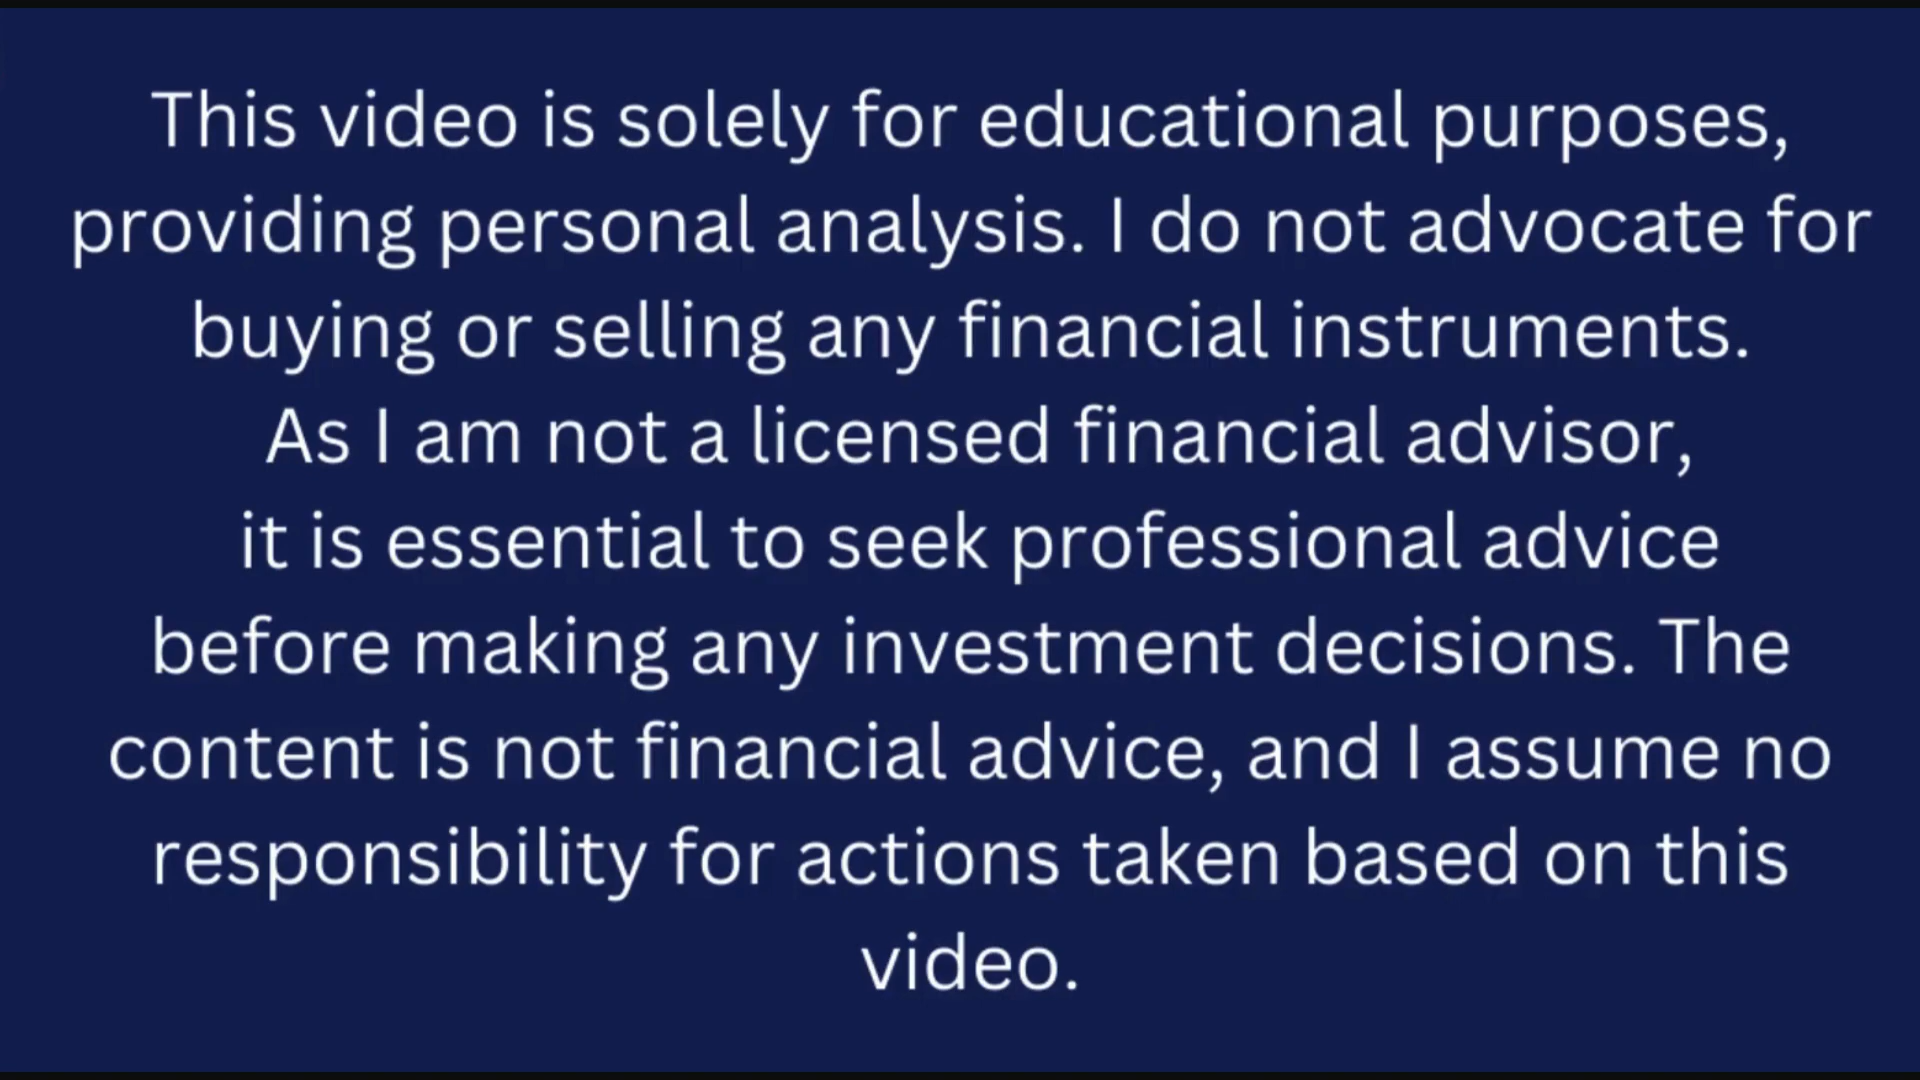 This video is solely for educational purposes,
providing personal analysis. I do not advocate for
buying or selling any financial instruments.
As I am not a licensed financial advisor,
it is essential to seek professional advice
before making any investment decisions. The
content is not financial advice, and I assume no
responsibility for actions taken based on this
video.